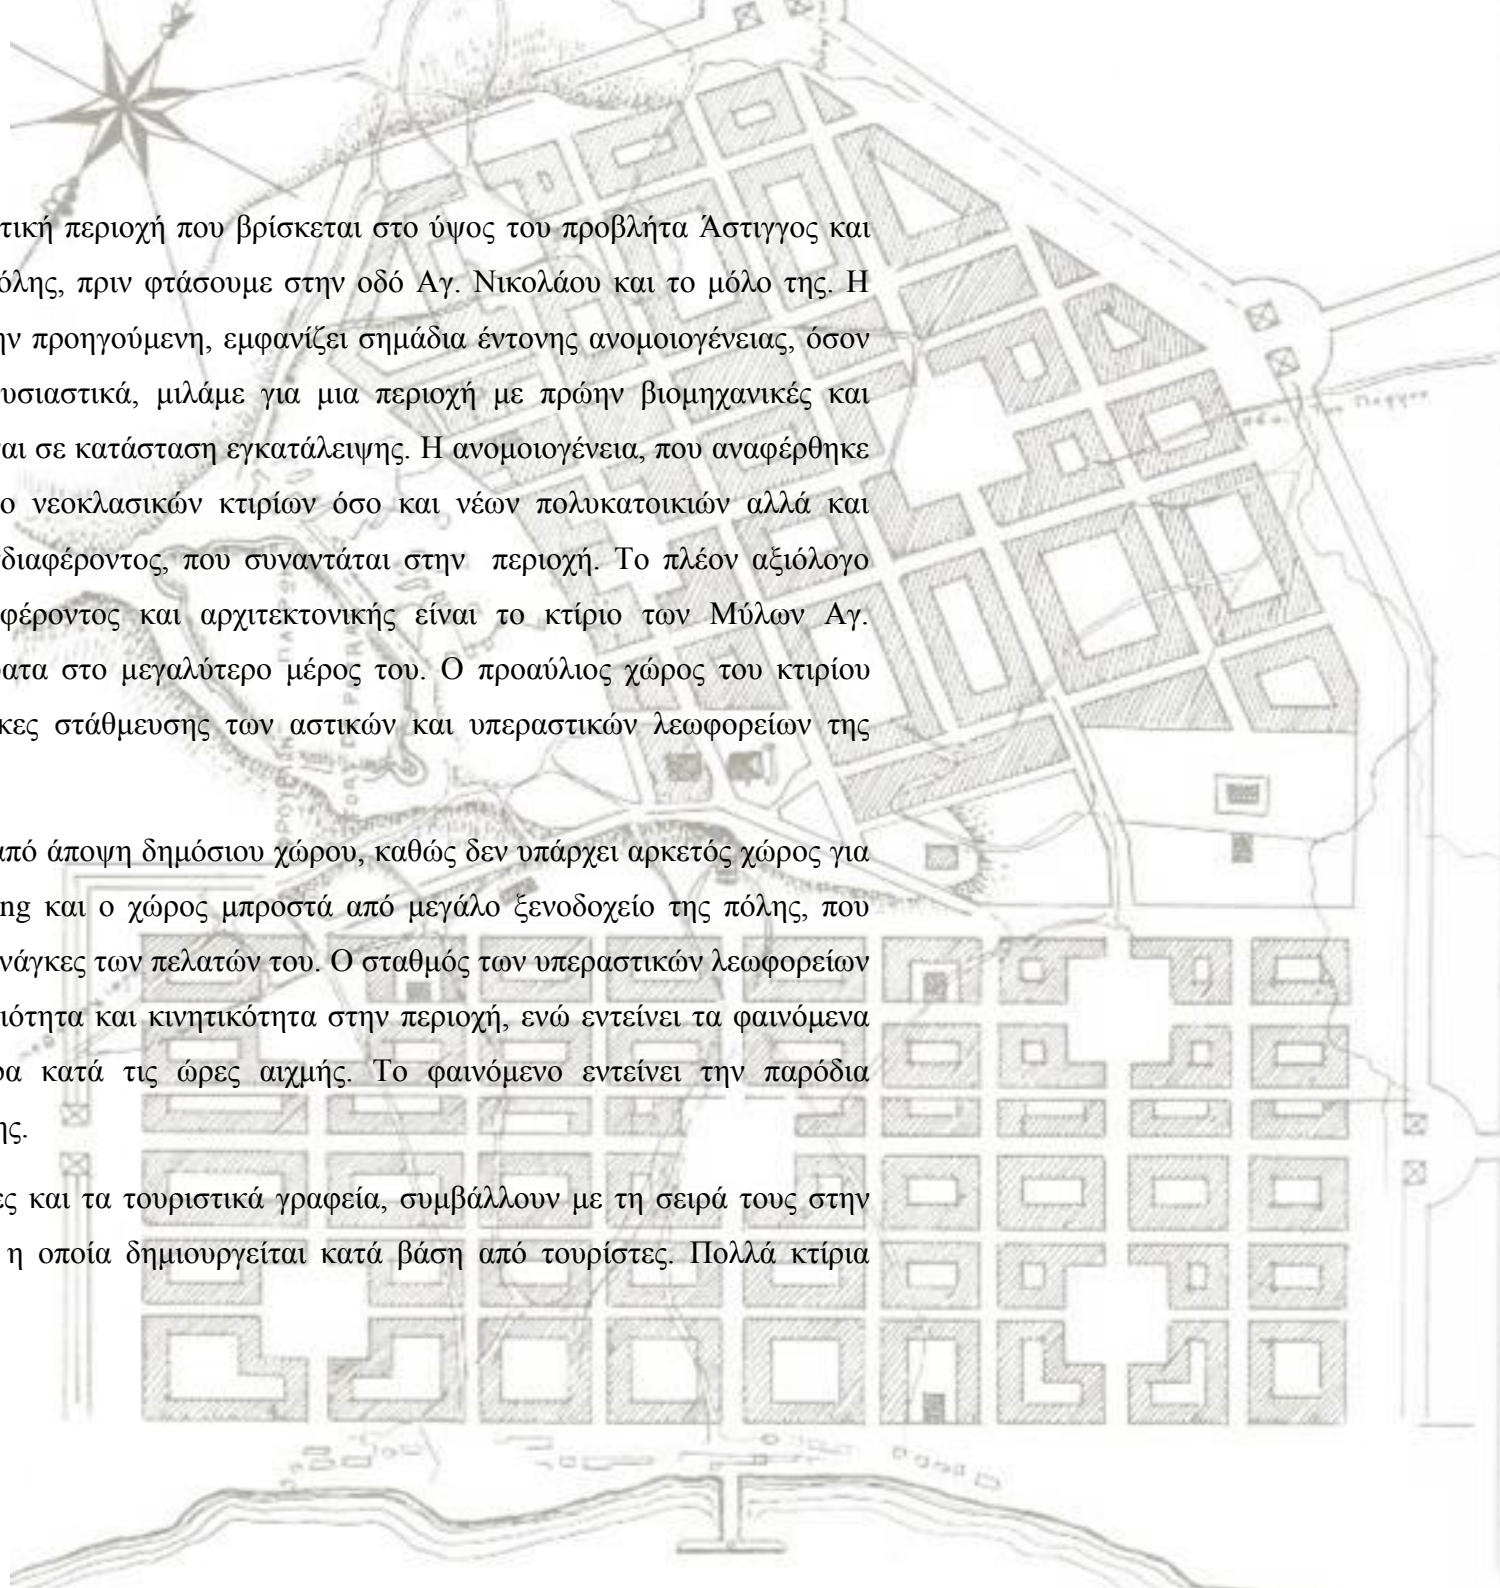 τική περιοχή που βρίσκεται στο ύψος του προβλήτα Άστιγγος και
όλης, πριν φτάσουμε στην οδό Αγ. Νικολάου και το μόλο της. Η
ην προηγούμενη, εμφανίζει σημάδια έντονης ανομοιογένειας, όσον
υσιαστικά, μιλάμε για μια περιοχή με πρώην βιομηχανικές και
αι σε κατάσταση εγκατάλειψης. Η ανομοιογένεια, που αναφέρθηκε
ο νεοκλασικών κτιρίων όσο και νέων πολυκατοικιών αλλά και
διαφέροντος, που συναντάται στην περιοχή. Το πλέον αξιόλογο
φέροντος και αρχιτεκτονικής είναι το κτίριο των Μύλων Αγ.
ρατα στο μεγαλύτερο μέρος του. Ο προαύλιος χώρος του κτιρίου
κες στάθμευσης των αστικών και υπεραστικών λεωφορείων της
από άποψη δημόσιου χώρου, καθώς δεν υπάρχει αρκετός χώρος για
ng και ο χώρος μπροστά από μεγάλο ξενοδοχείο της πόλης, που
νάγκες των πελατών του. Ο σταθμός των υπεραστικών λεωφορείων
ιότητα και κινητικότητα στην περιοχή, ενώ εντείνει τα φαινόμενα
ρα κατά τις ώρες αιχμής. Το φαινόμενο εντείνει την παρόδια
ης.
ες και τα τουριστικά γραφεία, συμβάλλουν με τη σειρά τους στην
η οποία δημιουργείται κατά βάση από τουρίστες. Πολλά κτίρια